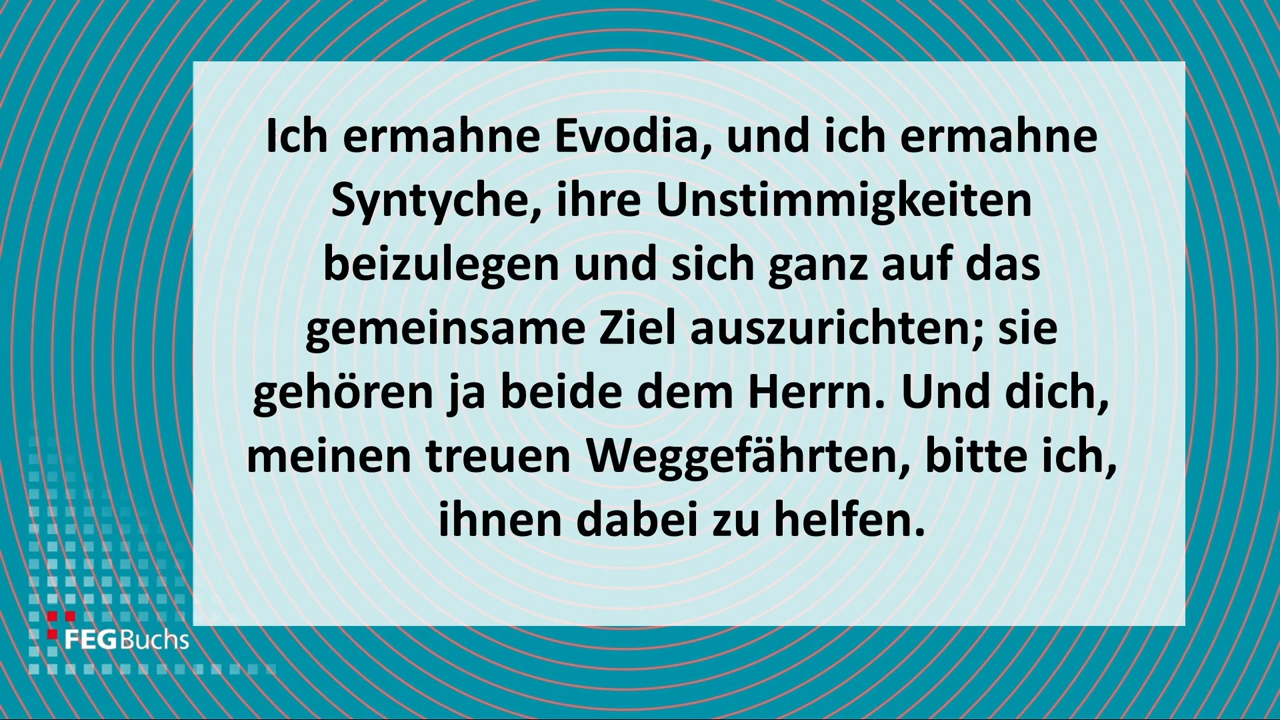 Ich ermahne Evodia, und ich ermahne
Syntyche, ihre Unstimmigkeiten
beizulegen und sich ganz auf das
gemeinsame Ziel auszurichten; sie
gehören ja beide dem Herrn. Und dich,
meinen treuen Weggefährten, bitte ich,
ihnen dabei zu helfen.
FEGBuchs